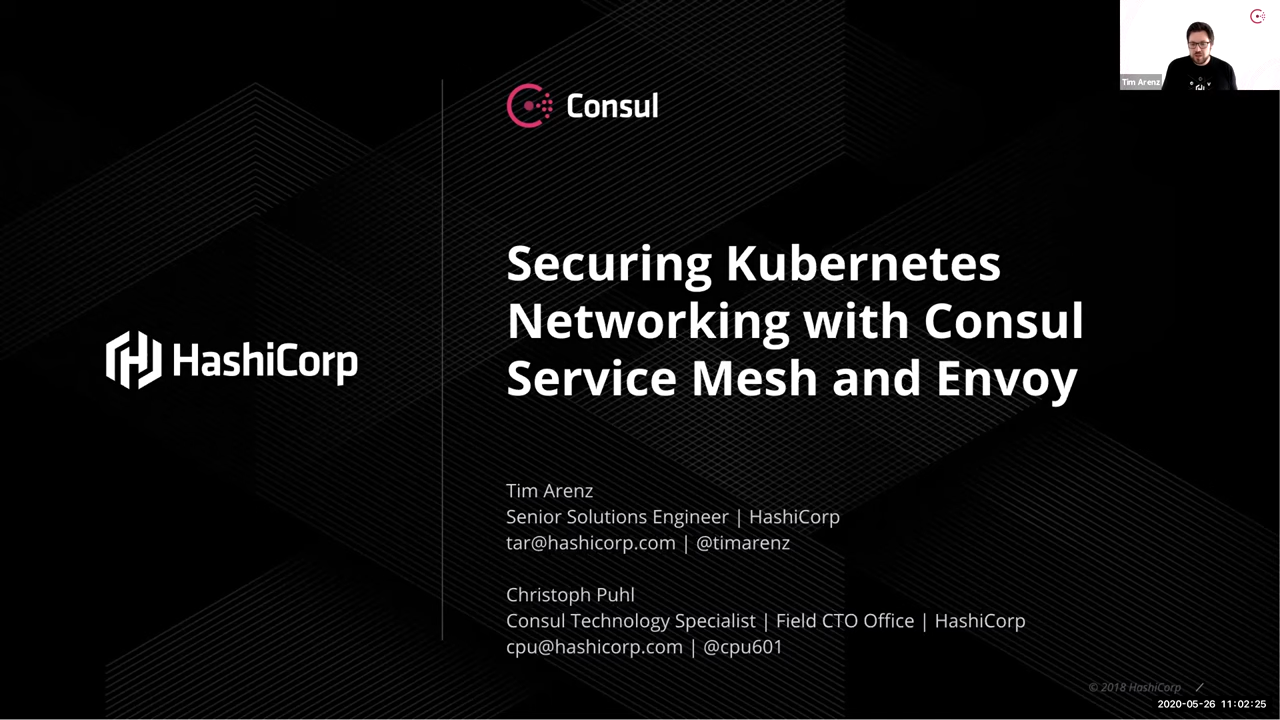 Tim Arenz
Consul
Securing Kubernetes
Networking with Consul
Service Mesh and Envoy
HashiCorp
Tim Arenz
Senior Solutions Engineer | HashiCorp
tar@hashicorp.com | @timarenz
Christoph Puhl
Consul Technology Specialist | Field CTO Office | HashiCorp
cpu@hashicorp.com | @cpu601
© 2018 HashiCorp /
2020-05-26 11:02:25